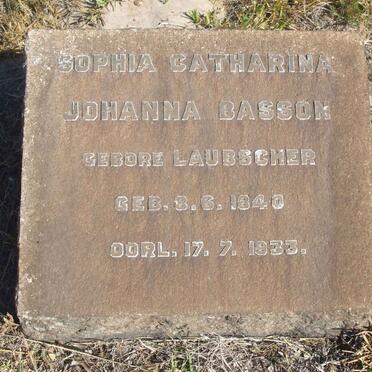 SOPHIA CATHARINA
JOHANNA BASSON
GEBORE LAUBSCHER
GEB. 3. 6. 1840
OORL. 17. 7. 1933.